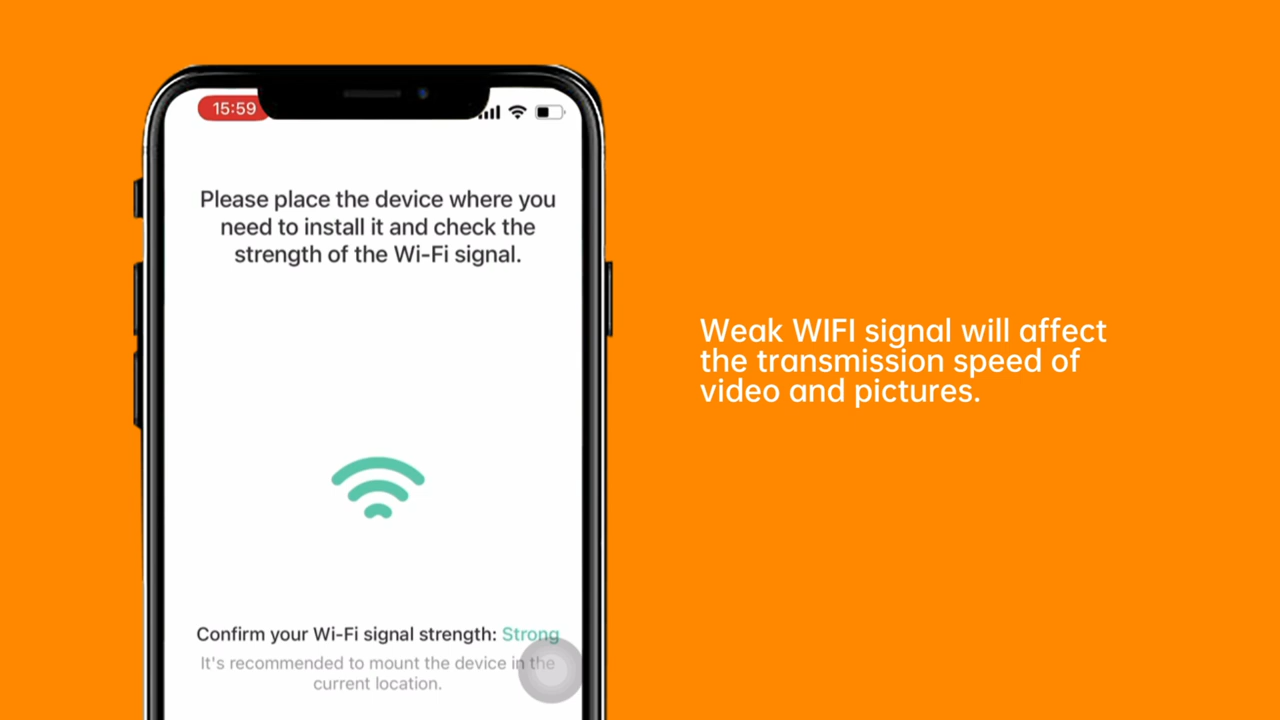 15:59
Please place the device where you
need to install it and check the
strength of the Wi-Fi signal.
Confirm your Wi-Fi signal strength: Strong
It's recommended to mount the device in the
current location.
Weak WIFI signal will affect
the transmission speed of
video and pictures.